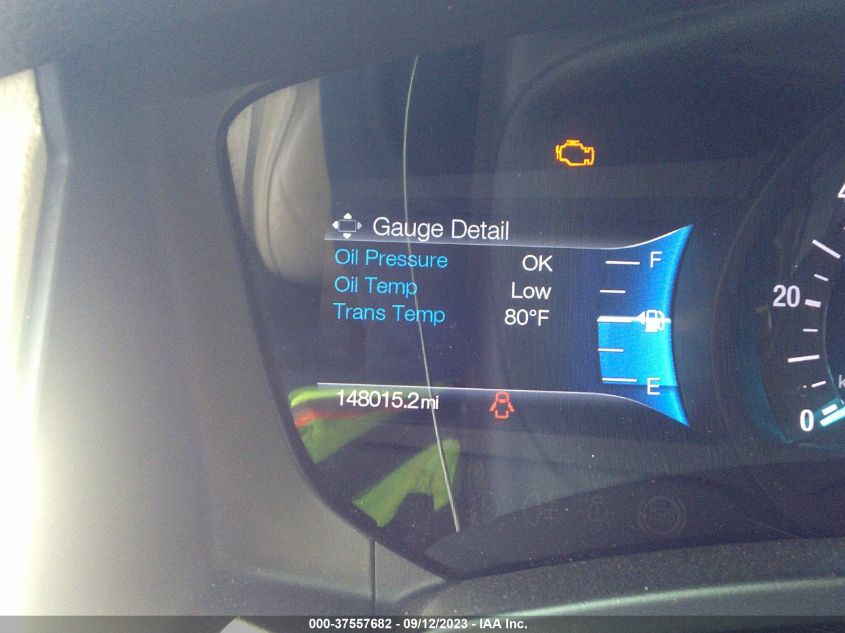 Gauge Detail
Oil Pressure OK
Oil Temp Low
Trans Temp 80°F
F
E
148015.2mi
20
0
000-37557682 - 09/12/2023 - IAA Inc.